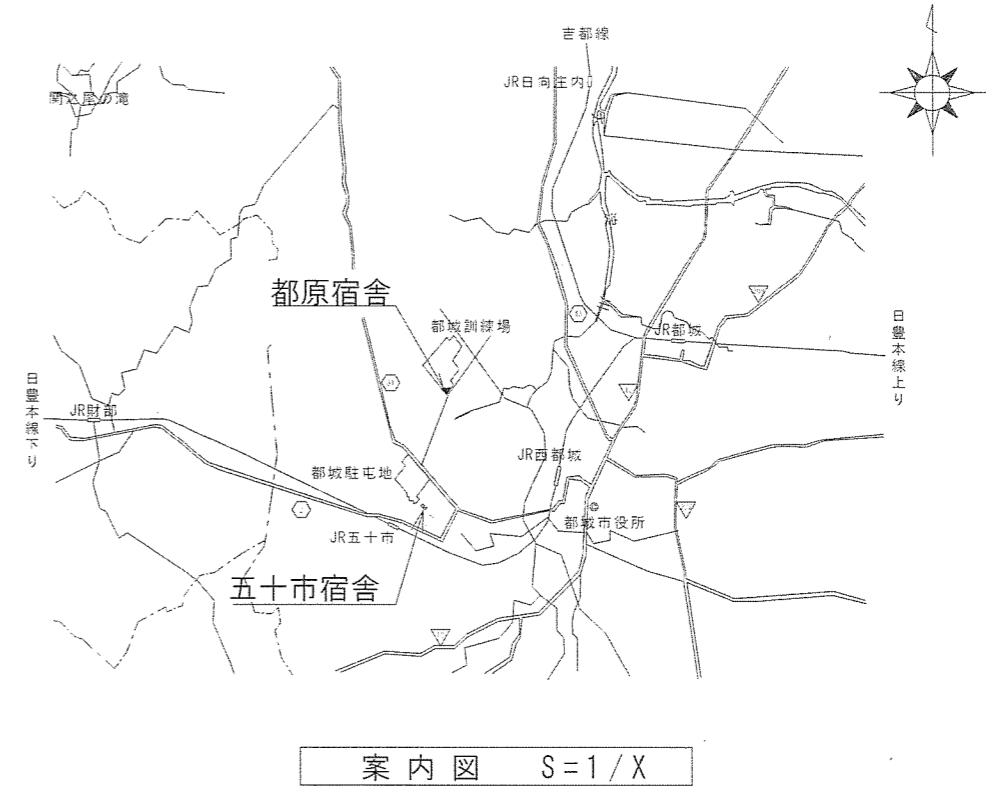 吉都線
JR日向庄内
関之尾の滝
都原宿舎
都城訓練場
JR都城
日豊本線上り
日豊本線下り
JR財部
JR西都城
都城駐屯地
都城市役所
JR五十市
五十市宿舎
案内図 S=1/X